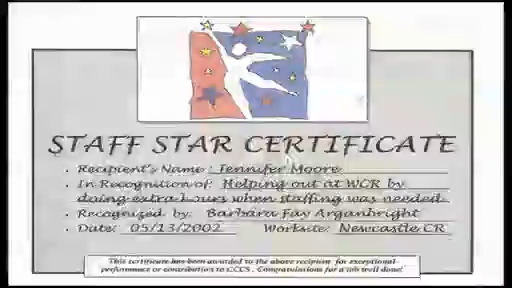 STAFF STAR CERTIFICATE
• Recipient's Name : Jennifer Moore
• In Recognition of: Helping out at WCR by
doing extra hours when staffing was needed
• Recognized by: Barbara Fay Arganbright
• Date: 05/13/2002 Worksite: Newcastle CR
This certificate has been awarded to the above recipient for exceptional
performance or contribution to CCCS. Congratulations for a job well done!